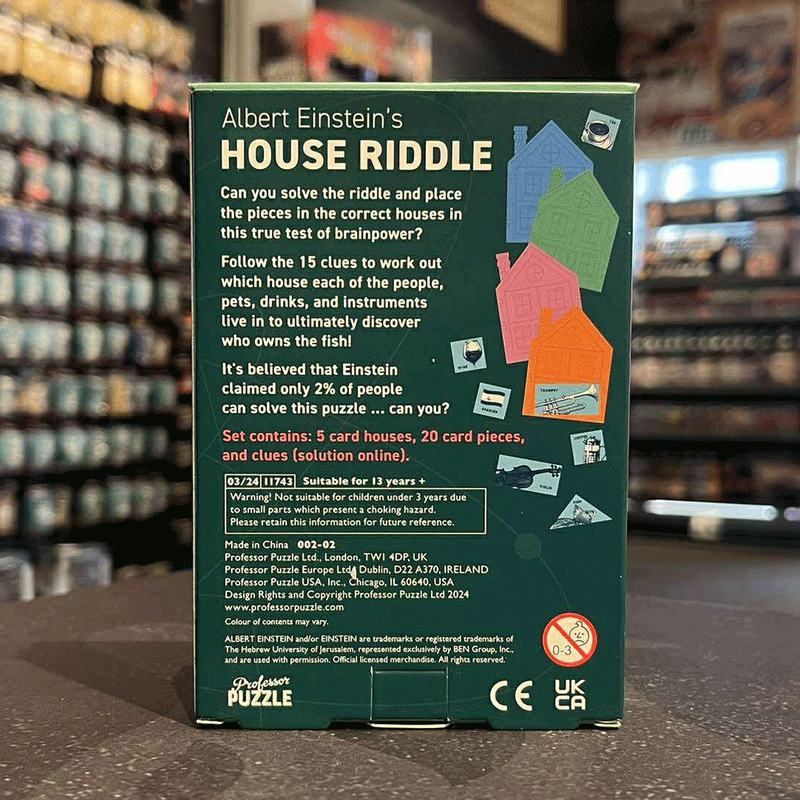 Albert Einstein's
HOUSE RIDDLE
Can you solve the riddle and place
the pieces in the correct houses in
this true test of brainpower?
Follow the 15 clues to work out
which house each of the people,
pets, drinks, and instruments
live in to ultimately discover
who owns the fish!
It's believed that Einstein
claimed only 2% of people
can solve this puzzle ... can you?
Set contains: 5 card houses, 20 card pieces,
and clues (solution online).
TEA
WINE
SPANISH
TRUMPET
VIOLIN
03/24 11743 Suitable for 13 years +
Warning! Not suitable for children under 3 years due
to small parts which present a choking hazard.
Please retain this information for future reference.
Made in China 002-02
Professor Puzzle Ltd., London, TW1 4DP, UK
Professor Puzzle Europe Ltd, Dublin, D22 A370, IRELAND
Professor Puzzle USA, Inc., Chicago, IL 60640, USA
Design Rights and Copyright Professor Puzzle Ltd 2024
www.professorpuzzle.com
Colour of contents may vary.
ALBERT EINSTEIN and/or EINSTEIN are trademarks or registered trademarks of
The Hebrew University of Jerusalem, represented exclusively by BEN Group, Inc.,
and are used with permission. Official licensed merchandise. All rights reserved.
0-3
Professor
PUZZLE
CE
UK
CA